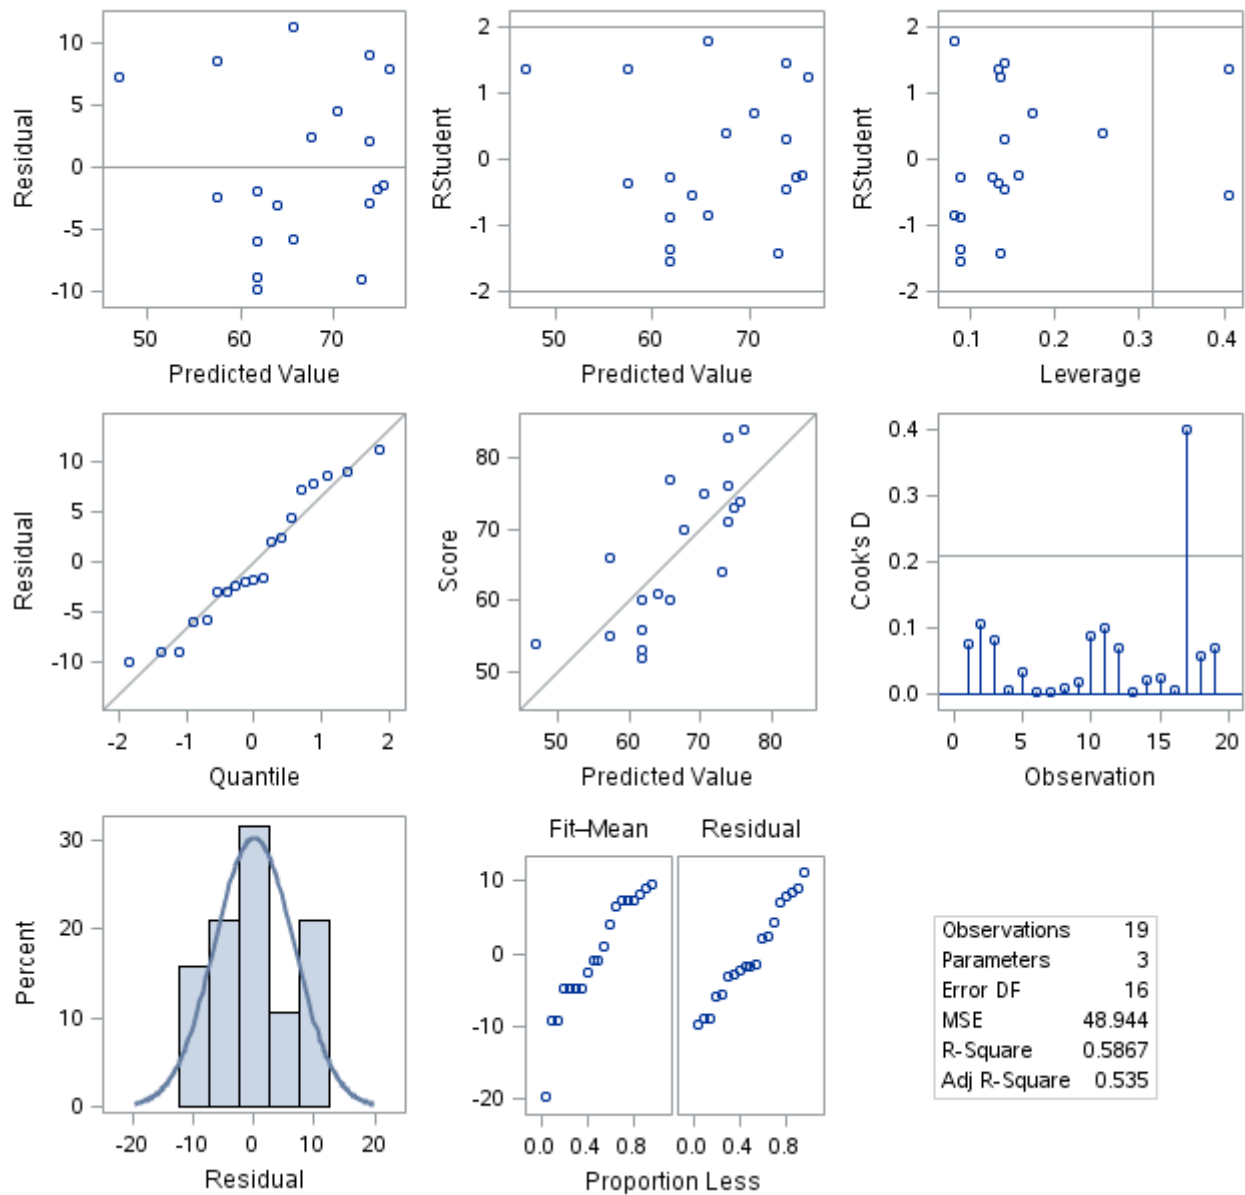 10
5
0
-5
-10
Residual
50 60 70
Predicted Value
2
1
0
-1
-2
RStudent
50 60 70
Predicted Value
2
1
0
-1
-2
RStudent
0.1 0.2 0.3 0.4
Leverage
10
5
0
-5
-10
Residual
-2 -1 0 1 2
Quantile
80
70
60
50
Score
50 60 70 80
Predicted Value
0.4
0.3
0.2
0.1
0.0
Cook's D
0 5 10 15 20
Observation
30
20
10
0
Percent
-20 -10 0 10 20
Residual
Fit–Mean Residual
10
0
-10
-20
0.0 0.4 0.8 0.0 0.4 0.8
Proportion Less
Observations 19
Parameters 3
Error DF 16
MSE 48.944
R-Square 0.5867
Adj R-Square 0.535